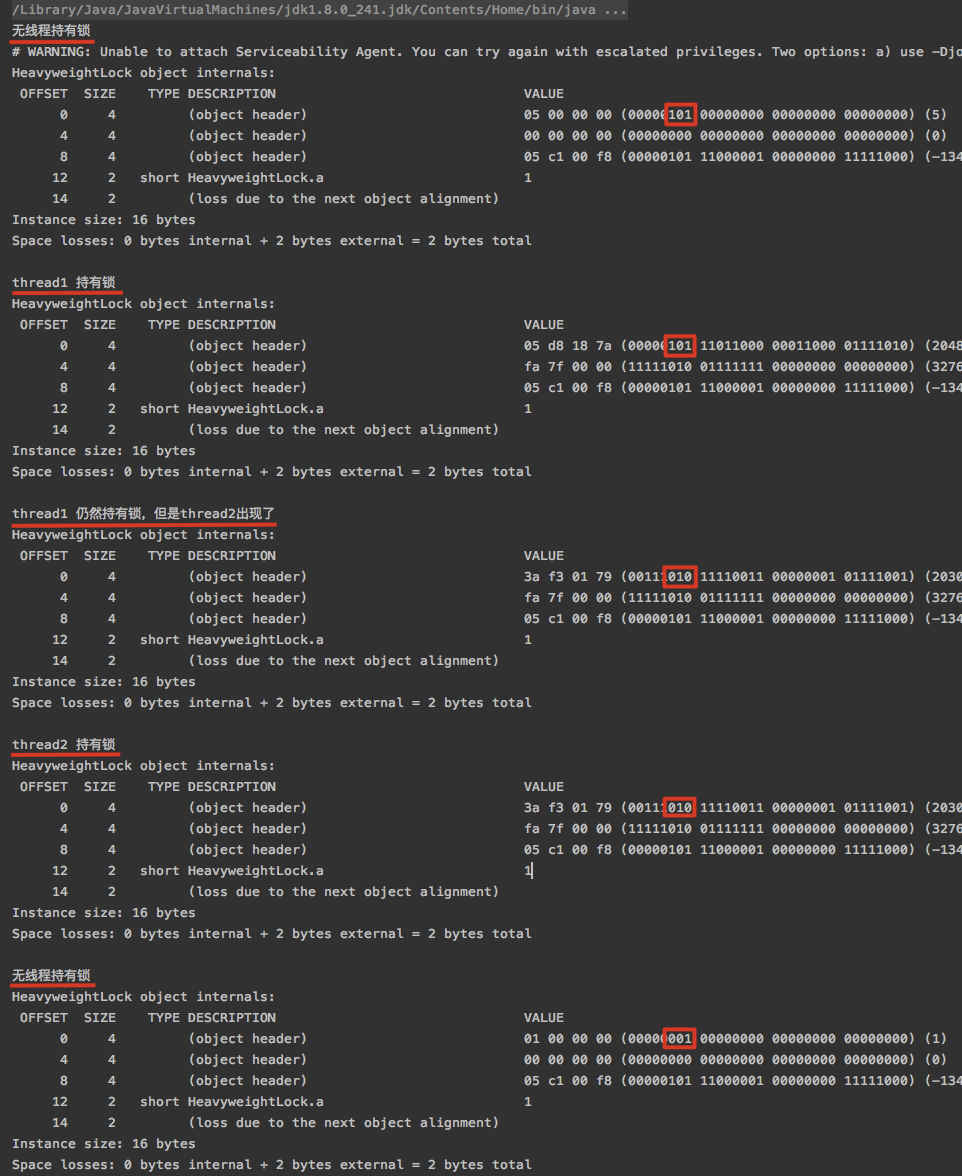 /Library/Java/JavaVirtualMachines/jdk1.8.0_241.jdk/Contents/Home/bin/java ...
无线程持有锁
# WARNING: Unable to attach Serviceability Agent. You can try again with escalated privileges. Two options: a) use -Djo
HeavyweightLock object internals:
OFFSET SIZE TYPE DESCRIPTION VALUE
0 4 (object header) 05 00 00 00 (00000101 00000000 00000000 00000000) (5)
4 4 (object header) 00 00 00 00 (00000000 00000000 00000000 00000000) (0)
8 4 (object header) 05 c1 00 f8 (00000101 11000001 00000000 11111000) (-134
12 2 short HeavyweightLock.a 1
14 2 (loss due to the next object alignment)
Instance size: 16 bytes
Space losses: 0 bytes internal + 2 bytes external = 2 bytes total
thread1 持有锁
HeavyweightLock object internals:
OFFSET SIZE TYPE DESCRIPTION VALUE
0 4 (object header) 05 d8 18 7a (00000101 11011000 00011000 01111010) (2048
4 4 (object header) fa 7f 00 00 (11111010 01111111 00000000 00000000) (3276
8 4 (object header) 05 c1 00 f8 (00000101 11000001 00000000 11111000) (-134
12 2 short HeavyweightLock.a 1
14 2 (loss due to the next object alignment)
Instance size: 16 bytes
Space losses: 0 bytes internal + 2 bytes external = 2 bytes total
thread1 仍然持有锁，但是thread2出现了
HeavyweightLock object internals:
OFFSET SIZE TYPE DESCRIPTION VALUE
0 4 (object header) 3a f3 01 79 (00111010 11110011 00000001 01111001) (2030
4 4 (object header) fa 7f 00 00 (11111010 01111111 00000000 00000000) (3276
8 4 (object header) 05 c1 00 f8 (00000101 11000001 00000000 11111000) (-134
12 2 short HeavyweightLock.a 1
14 2 (loss due to the next object alignment)
Instance size: 16 bytes
Space losses: 0 bytes internal + 2 bytes external = 2 bytes total
thread2 持有锁
HeavyweightLock object internals:
OFFSET SIZE TYPE DESCRIPTION VALUE
0 4 (object header) 3a f3 01 79 (00111010 11110011 00000001 01111001) (2030
4 4 (object header) fa 7f 00 00 (11111010 01111111 00000000 00000000) (3276
8 4 (object header) 05 c1 00 f8 (00000101 11000001 00000000 11111000) (-134
12 2 short HeavyweightLock.a 1
14 2 (loss due to the next object alignment)
Instance size: 16 bytes
Space losses: 0 bytes internal + 2 bytes external = 2 bytes total
无线程持有锁
HeavyweightLock object internals:
OFFSET SIZE TYPE DESCRIPTION VALUE
0 4 (object header) 01 00 00 00 (00000001 00000000 00000000 00000000) (1)
4 4 (object header) 00 00 00 00 (00000000 00000000 00000000 00000000) (0)
8 4 (object header) 05 c1 00 f8 (00000101 11000001 00000000 11111000) (-134
12 2 short HeavyweightLock.a 1
14 2 (loss due to the next object alignment)
Instance size: 16 bytes
Space losses: 0 bytes internal + 2 bytes external = 2 bytes total